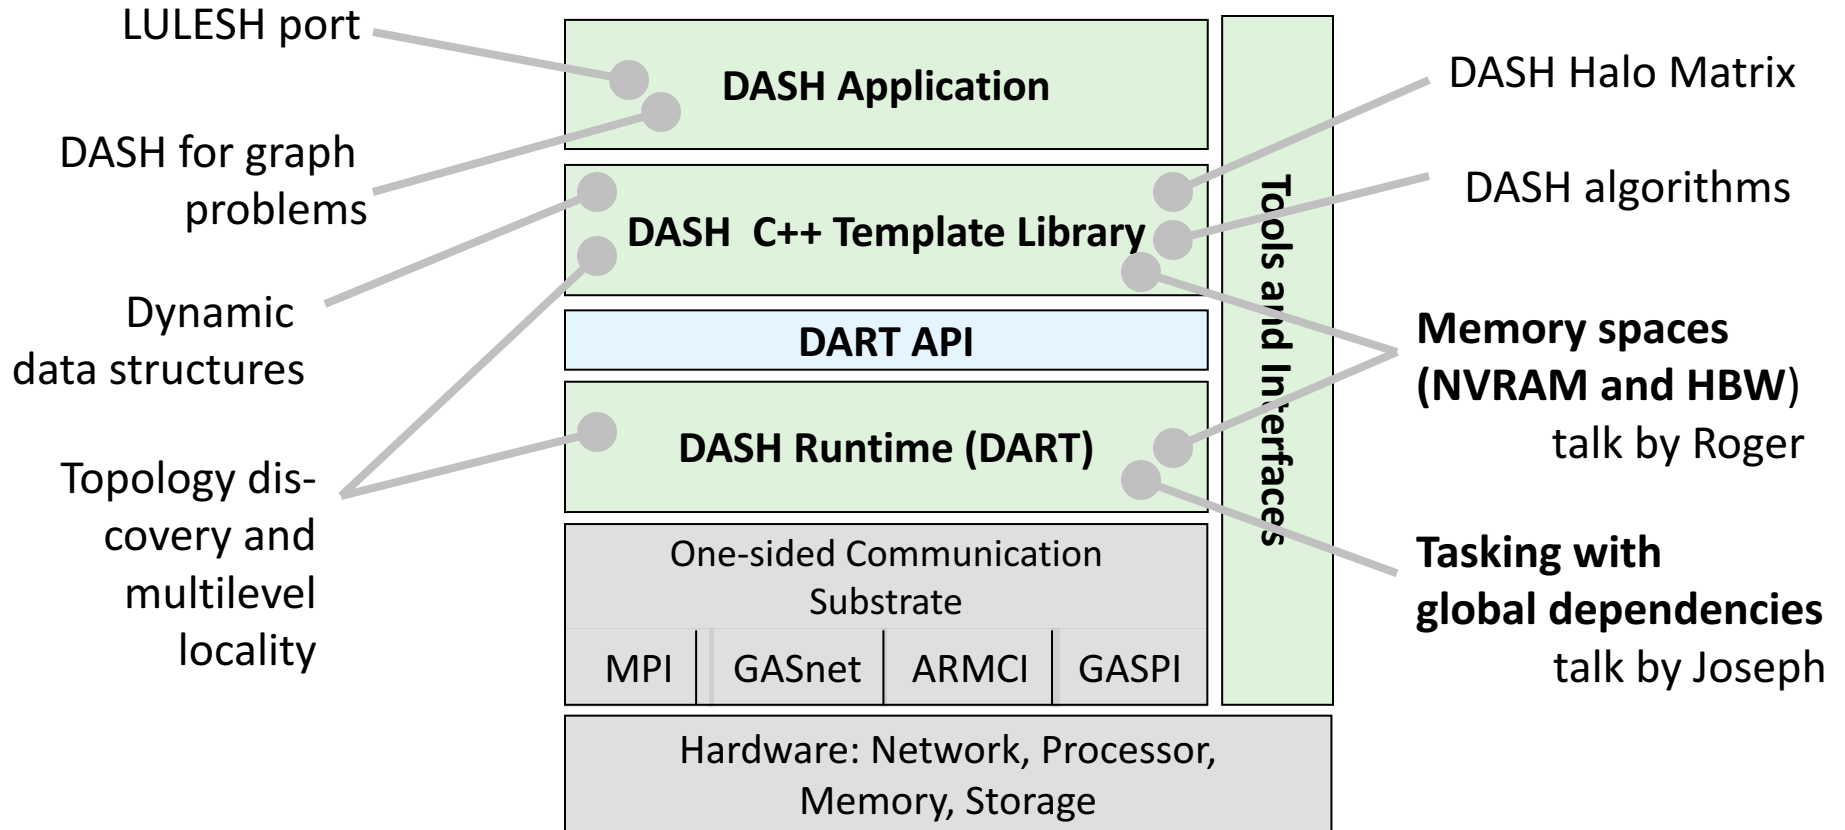 LULESH port
DASH for graph
problems
Dynamic
data structures
Topology dis-
covery and
multilevel
locality
DASH Application
DASH  C++ Template Library
DART API
DASH Runtime (DART)
One-sided Communication
Substrate
MPI
GASnet
ARMCI
GASPI
Hardware: Network, Processor,
Memory, Storage
Tools and Interfaces
DASH Halo Matrix
DASH algorithms
Memory spaces
(NVRAM and HBW)
talk by Roger
Tasking with
global dependencies
talk by Joseph